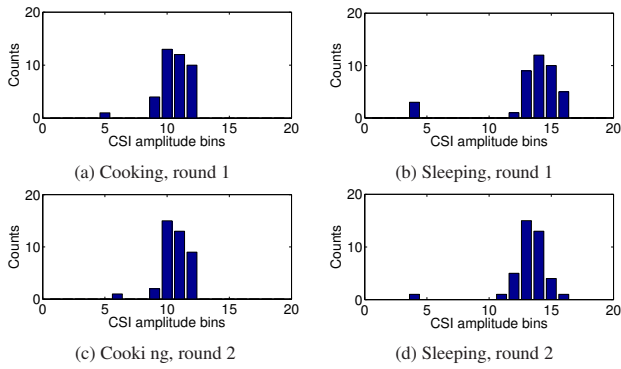 20
10
0
0 5 10 15 20
Counts
CSI amplitude bins
(a) Cooking, round 1
20
10
0
0 5 10 15 20
Counts
CSI amplitude bins
(b) Sleeping, round 1
20
10
0
0 5 10 15 20
Counts
CSI amplitude bins
(c) Cooki ng, round 2
20
10
0
0 5 10 15 20
Counts
CSI amplitude bins
(d) Sleeping, round 2